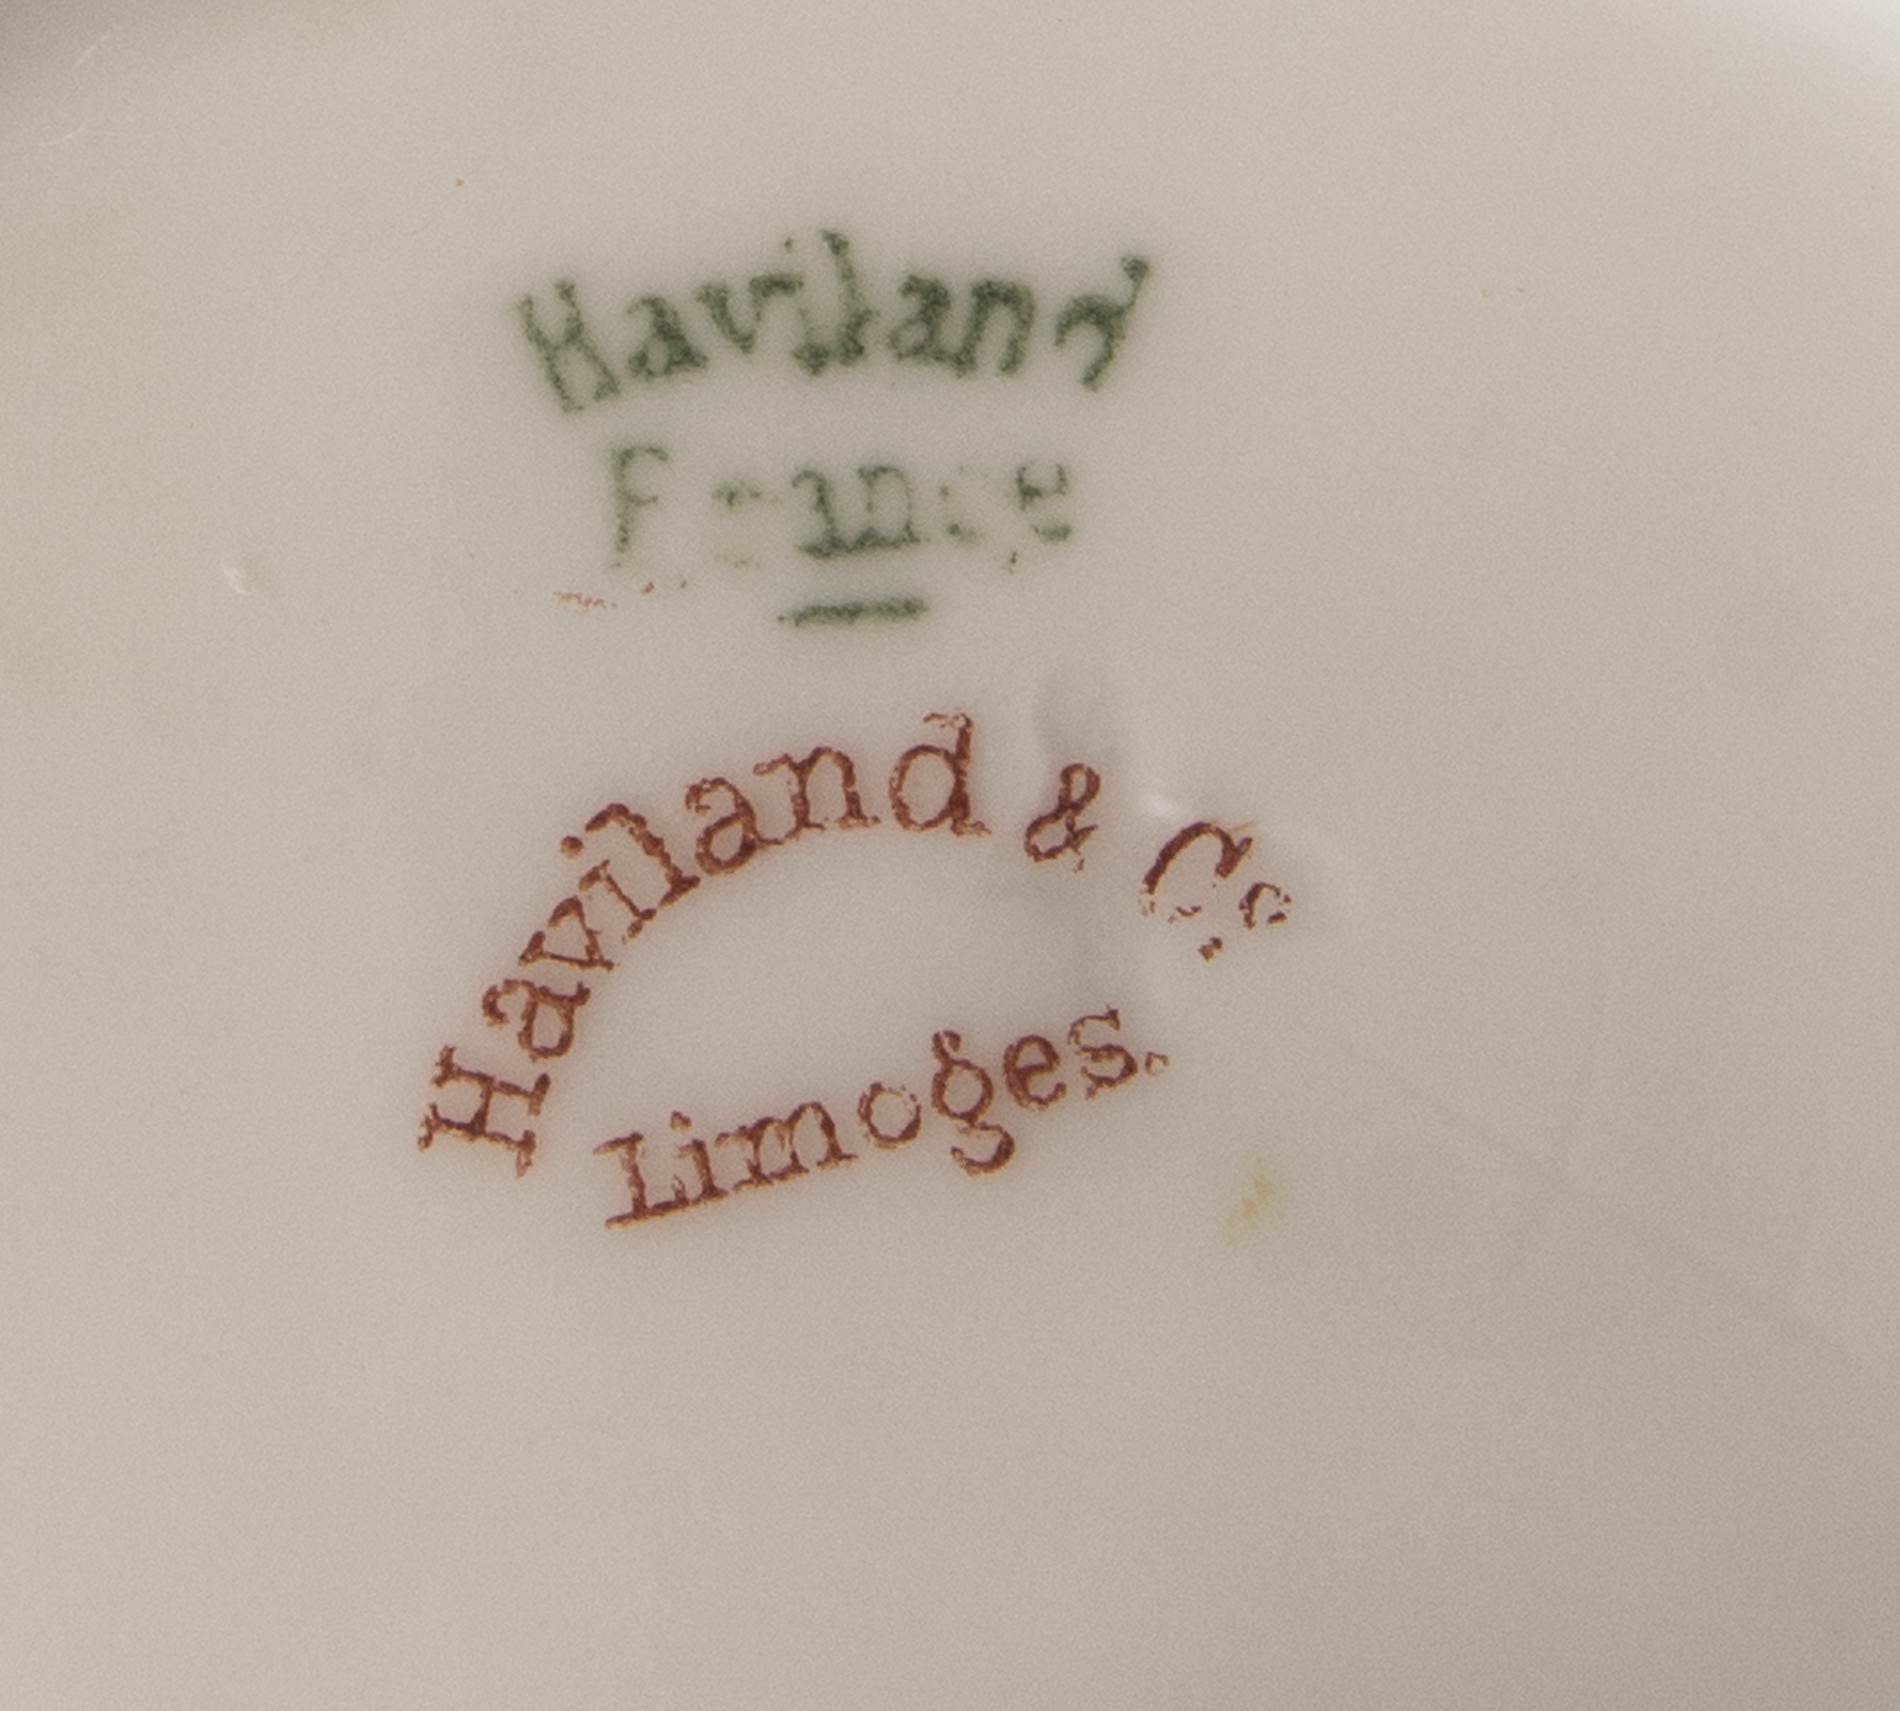 Haviland
France
Haviland & Co.
Limoges.